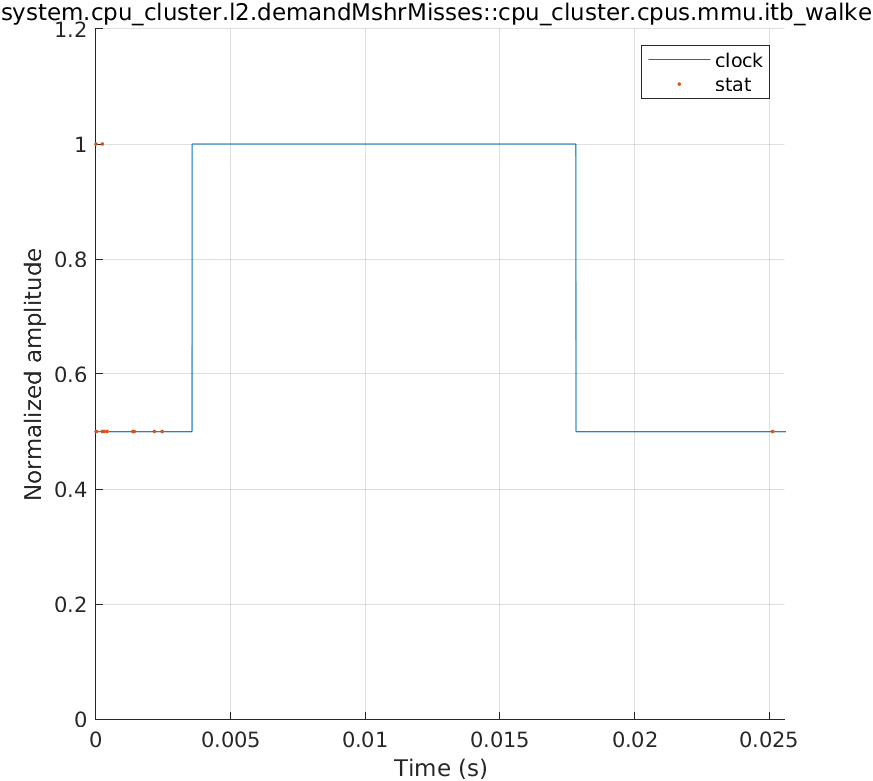 system.cpu_cluster.l2.demandMshrMisses::cpu_cluster.cpus.mmu.itb_walke
1.2
clock
stat
1
0.8
0.6
0.4
0.2
0
Normalized amplitude
0 0.005 0.01 0.015 0.02 0.025
Time (s)